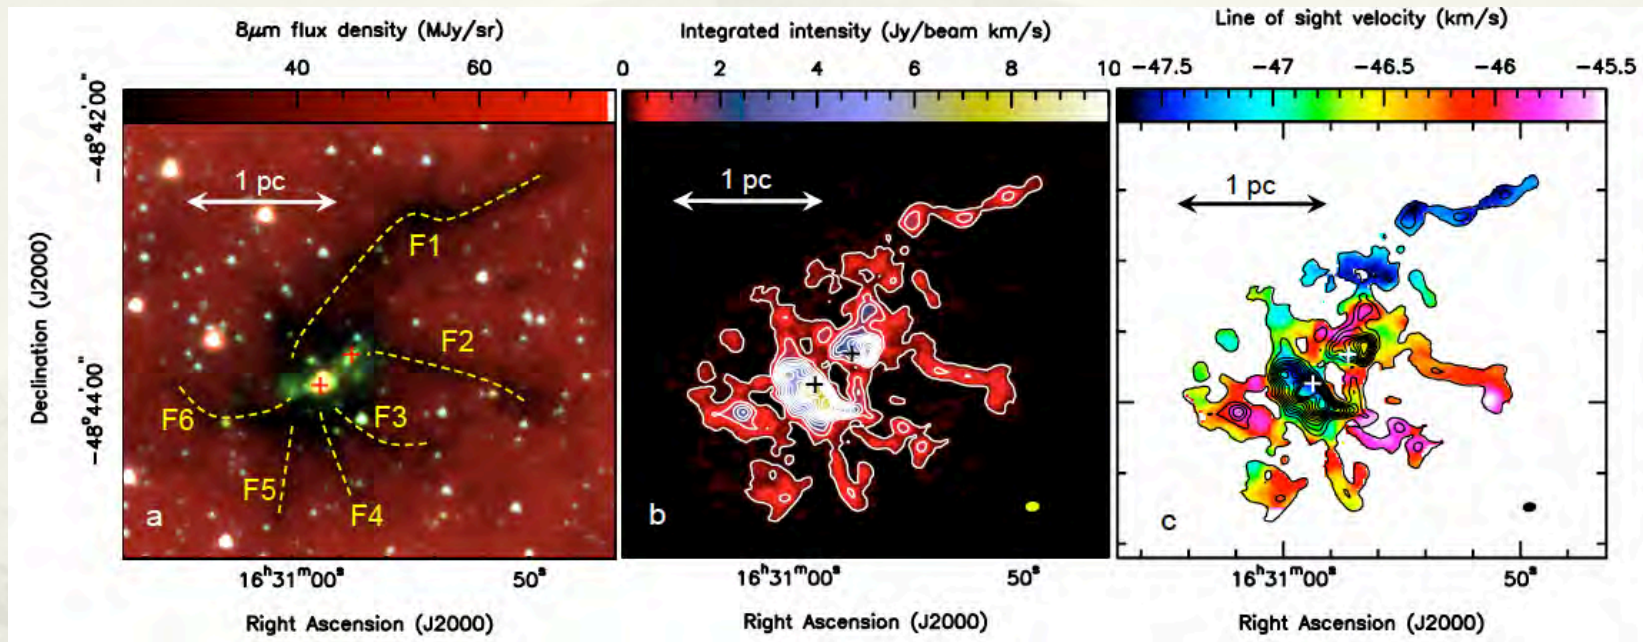 8μm flux density (MJy/sr)
40 60
Integrated intensity (Jy/beam km/s)
0 2 4 6 8 10
Line of sight velocity (km/s)
−47.5 −47 −46.5 −46 −45.5
Declination (J2000)
−48°42'00"
−48°44'00"
1 pc
F1
F2
F3
F4
F5
F6
a
16ʰ31ᵐ00ˢ 50ˢ
Right Ascension (J2000)
1 pc
b
16ʰ31ᵐ00ˢ 50ˢ
Right Ascension (J2000)
1 pc
c
16ʰ31ᵐ00ˢ 50ˢ
Right Ascension (J2000)